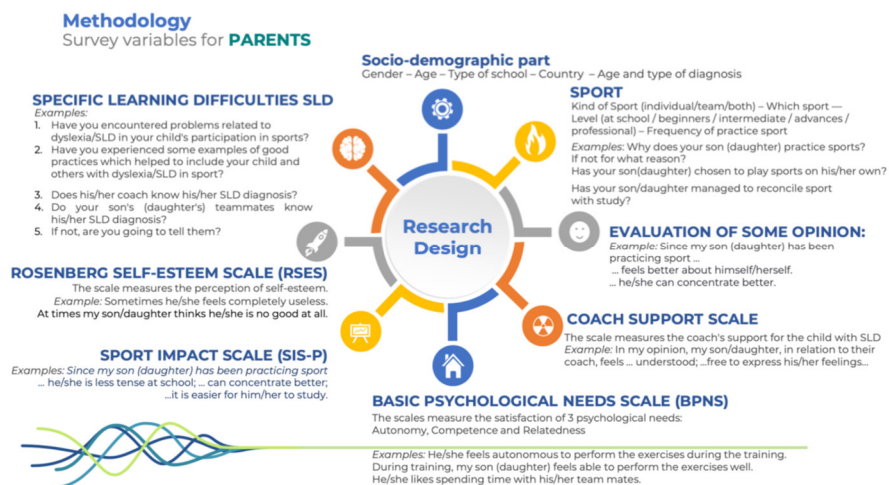 Methodology
Survey variables for PARENTS
Socio-demographic part
Gender – Age – Type of school – Country – Age and type of diagnosis
SPECIFIC LEARNING DIFFICULTIES SLD
Examples:
1. Have you encountered problems related to
dyslexia/SLD in your child's participation in sports?
2. Have you experienced some examples of good
practices which helped to include your child and
others with dyslexia/SLD in sport?
3. Does his/her coach know his/her SLD diagnosis?
4. Do your son's (daughter's) teammates know
his/her SLD diagnosis?
5. If not, are you going to tell them?
SPORT
Kind of Sport (individual/team/both) – Which sport —
Level (at school / beginners / intermediate / advances /
professional) – Frequency of practice sport
Examples: Why does your son (daughter) practice sports?
If not for what reason?
Has your son(daughter) chosen to play sports on his/her own?
Has your son/daughter managed to reconcile sport
with study?
Research
Design
EVALUATION OF SOME OPINION:
Example: Since my son (daughter) has been
practicing sport ...
... feels better about himself/herself.
... he/she can concentrate better.
ROSENBERG SELF-ESTEEM SCALE (RSES)
The scale measures the perception of self-esteem.
Example: Sometimes he/she feels completely useless.
At times my son/daughter thinks he/she is no good at all.
COACH SUPPORT SCALE
The scale measures the coach's support for the child with SLD
Example: In my opinion, my son/daughter, in relation to their
coach, feels ... understood; ...free to express his/her feelings...
SPORT IMPACT SCALE (SIS-P)
Examples: Since my son (daughter) has been practicing sport
... he/she is less tense at school; ... can concentrate better;
...it is easier for him/her to study.
BASIC PSYCHOLOGICAL NEEDS SCALE (BPNS)
The scales measure the satisfaction of 3 psychological needs:
Autonomy, Competence and Relatedness
Examples: He/she feels autonomous to perform the exercises during the training.
During training, my son (daughter) feels able to perform the exercises well.
He/she likes spending time with his/her team mates.